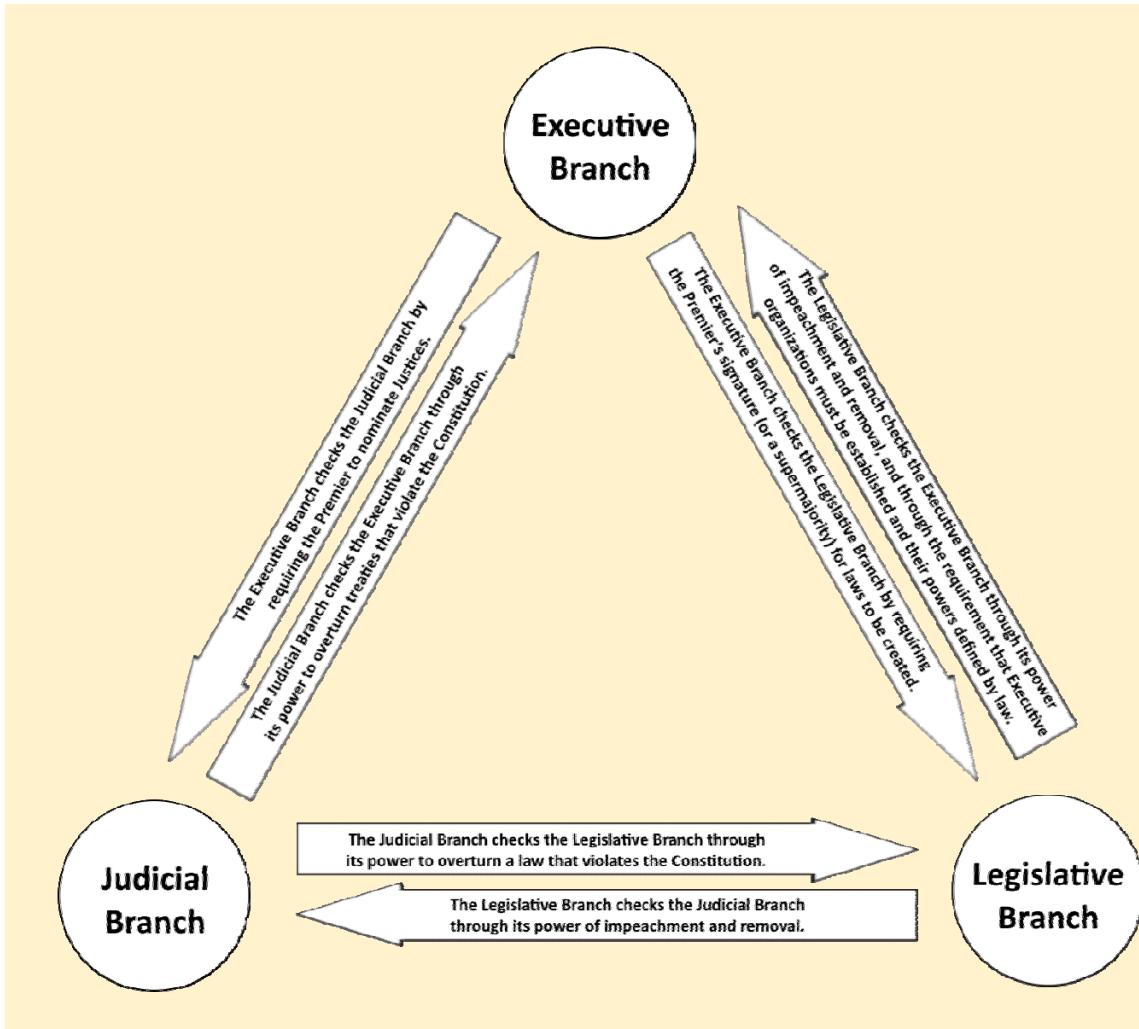 Executive
Branch
The Executive Branch checks the Judicial Branch by
requiring the Premier to nominate Justices.
The Judicial Branch checks the Executive Branch through
its power to overturn treaties that violate the Constitution.
The Executive Branch checks the Legislative Branch by requiring
the Premier's signature (or a supermajority) for laws to be created.
The Legislative Branch checks the Executive Branch through its power
of impeachment and removal, and through the requirement that Executive
organizations must be established and their powers defined by law.
Judicial
Branch
The Judicial Branch checks the Legislative Branch through
its power to overturn a law that violates the Constitution.
The Legislative Branch checks the Judicial Branch
through its power of impeachment and removal.
Legislative
Branch